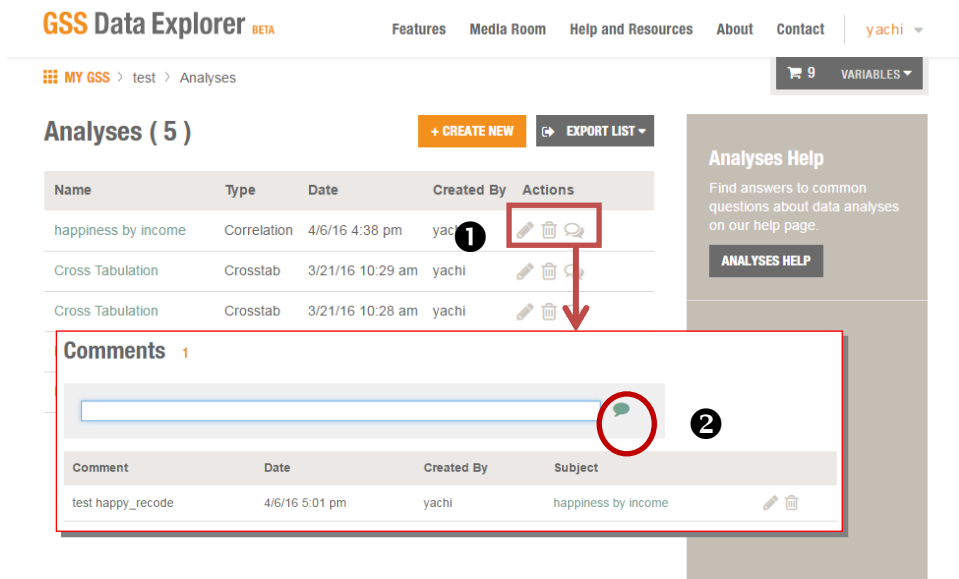 GSS Data Explorer BETA
Features Media Room Help and Resources About Contact yachi
MY GSS > test > Analyses
9 VARIABLES
Analyses ( 5 )
+ CREATE NEW EXPORT LIST
Name Type Date Created By Actions
happiness by income Correlation 4/6/16 4:38 pm
1
Cross Tabulation Crosstab 3/21/16 10:29 am yachi
Cross Tabulation Crosstab 3/21/16 10:28 am yachi
Analyses Help
Find answers to common
questions about data analyses
on our help page.
ANALYSES HELP
Comments 1
2
Comment Date Created By Subject
test happy_recode 4/6/16 5:01 pm yachi happiness by income